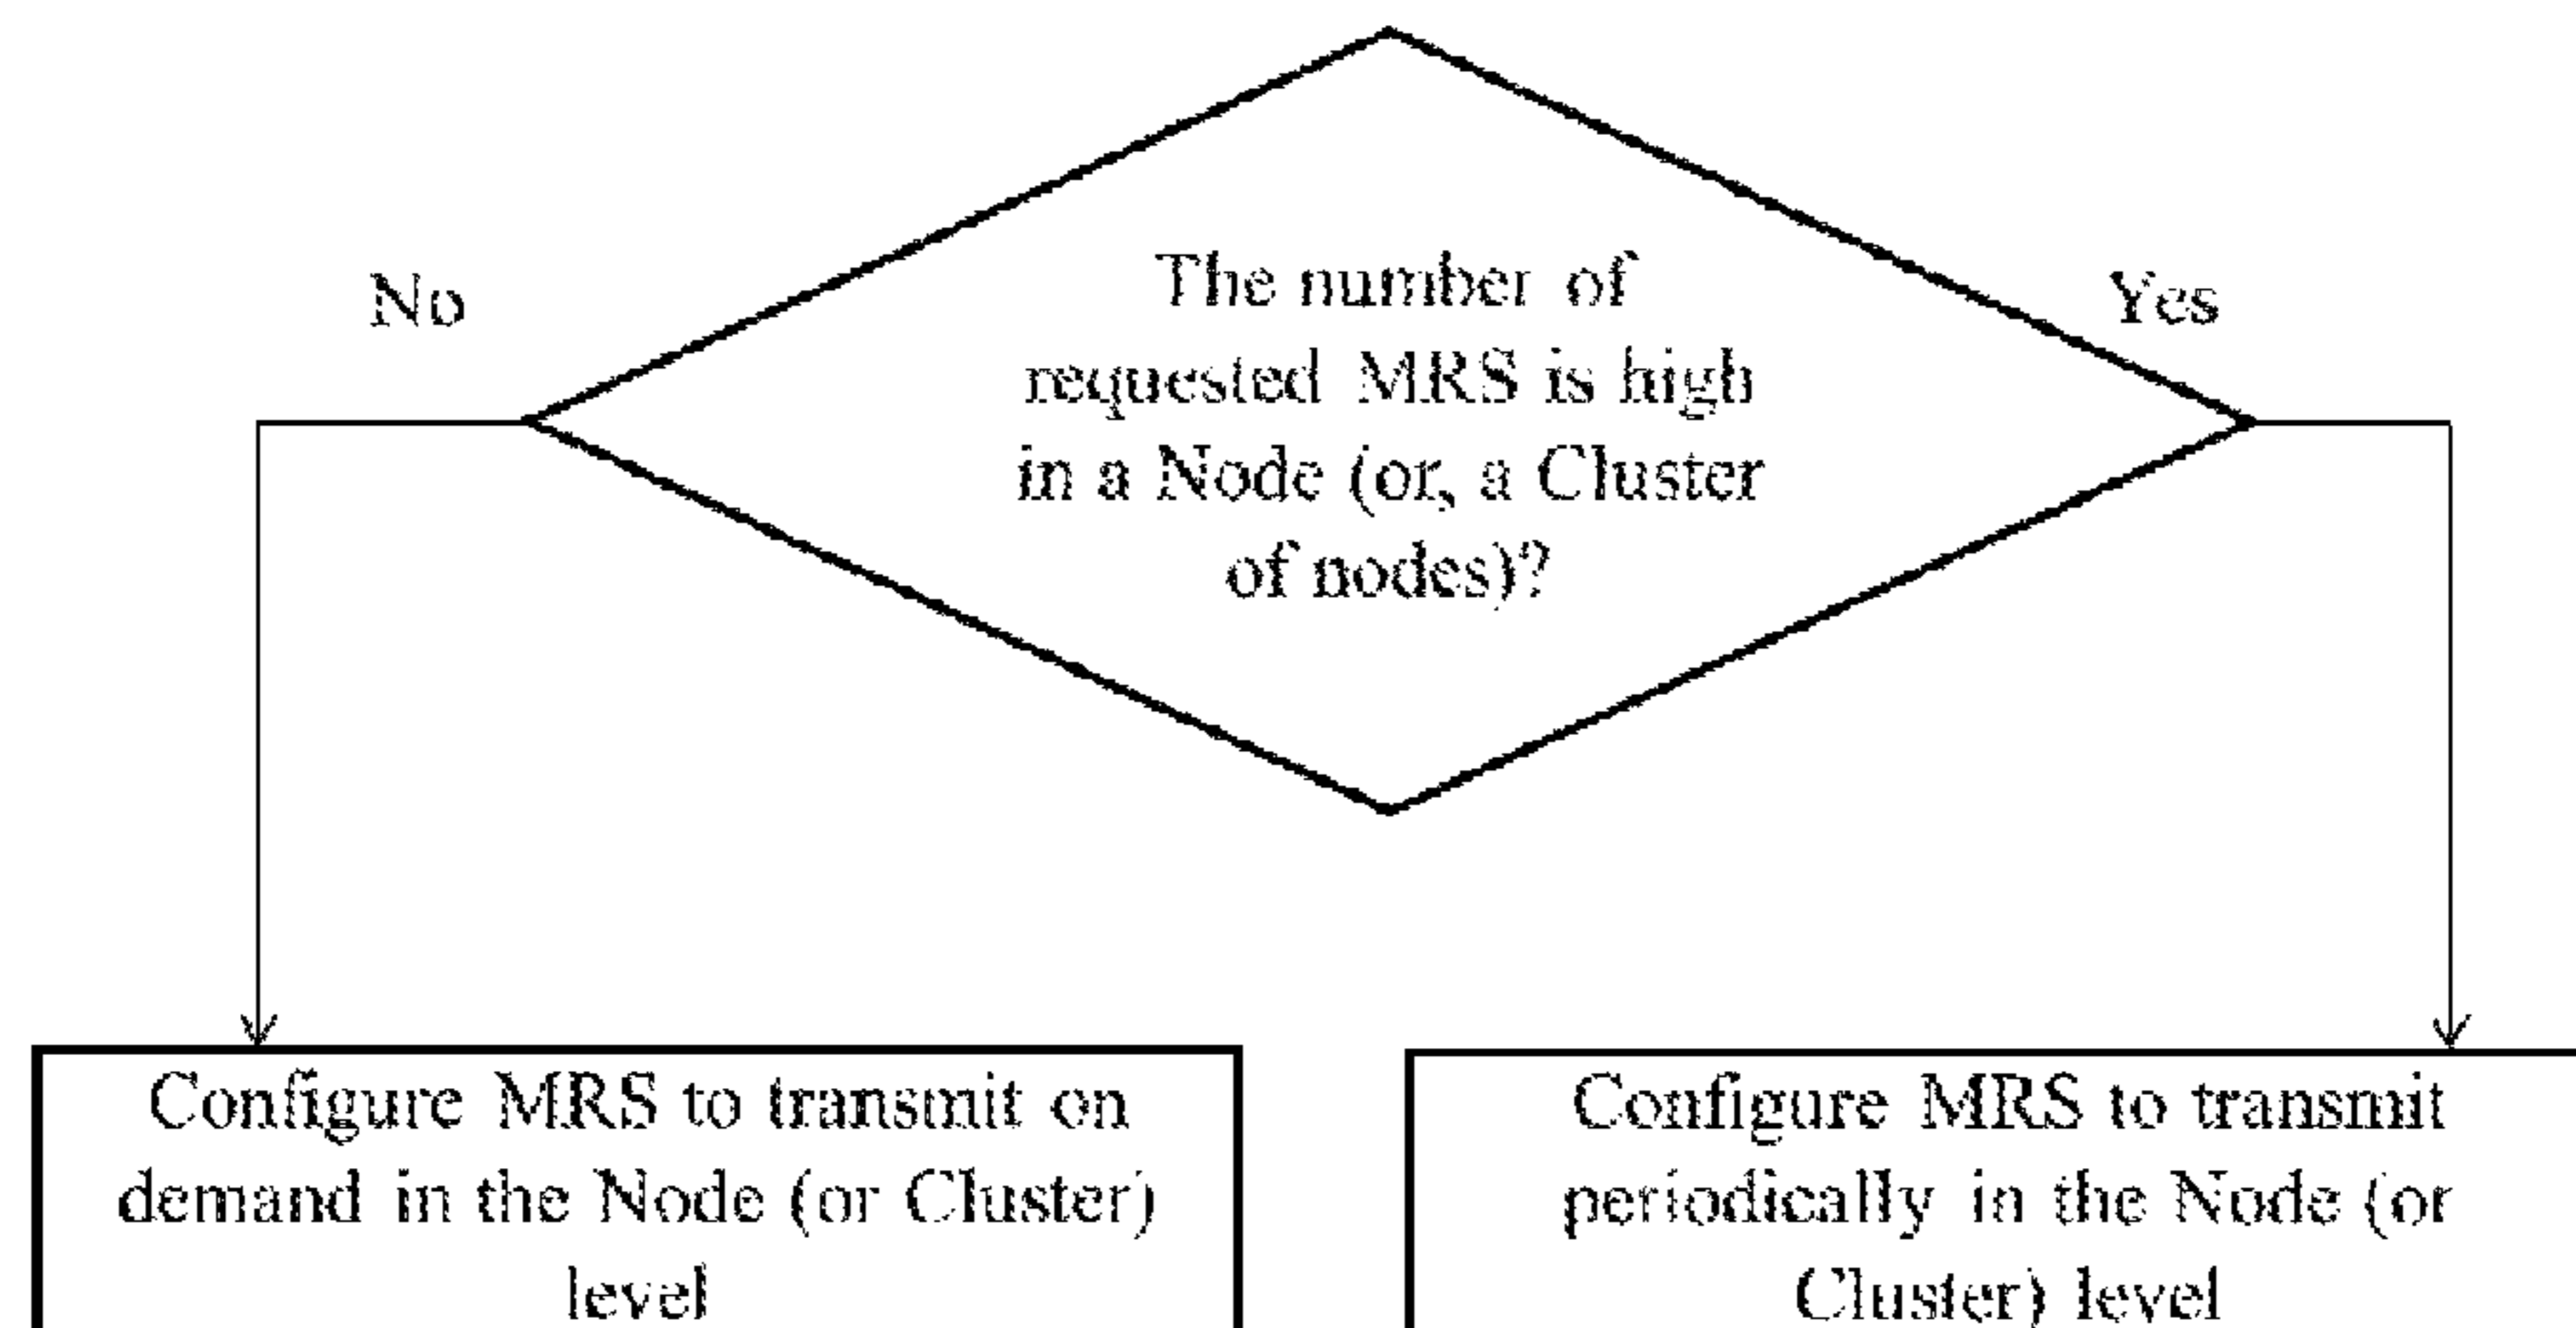 The number of
No
Yes
requested MRS is high
in a Node (or, a Cluster
of nodes)?
Configure MRS to transmit on
demand in the Node (or Cluster)
level
Configure MRS to transmit
periodically in the Node (or
Cluster) level